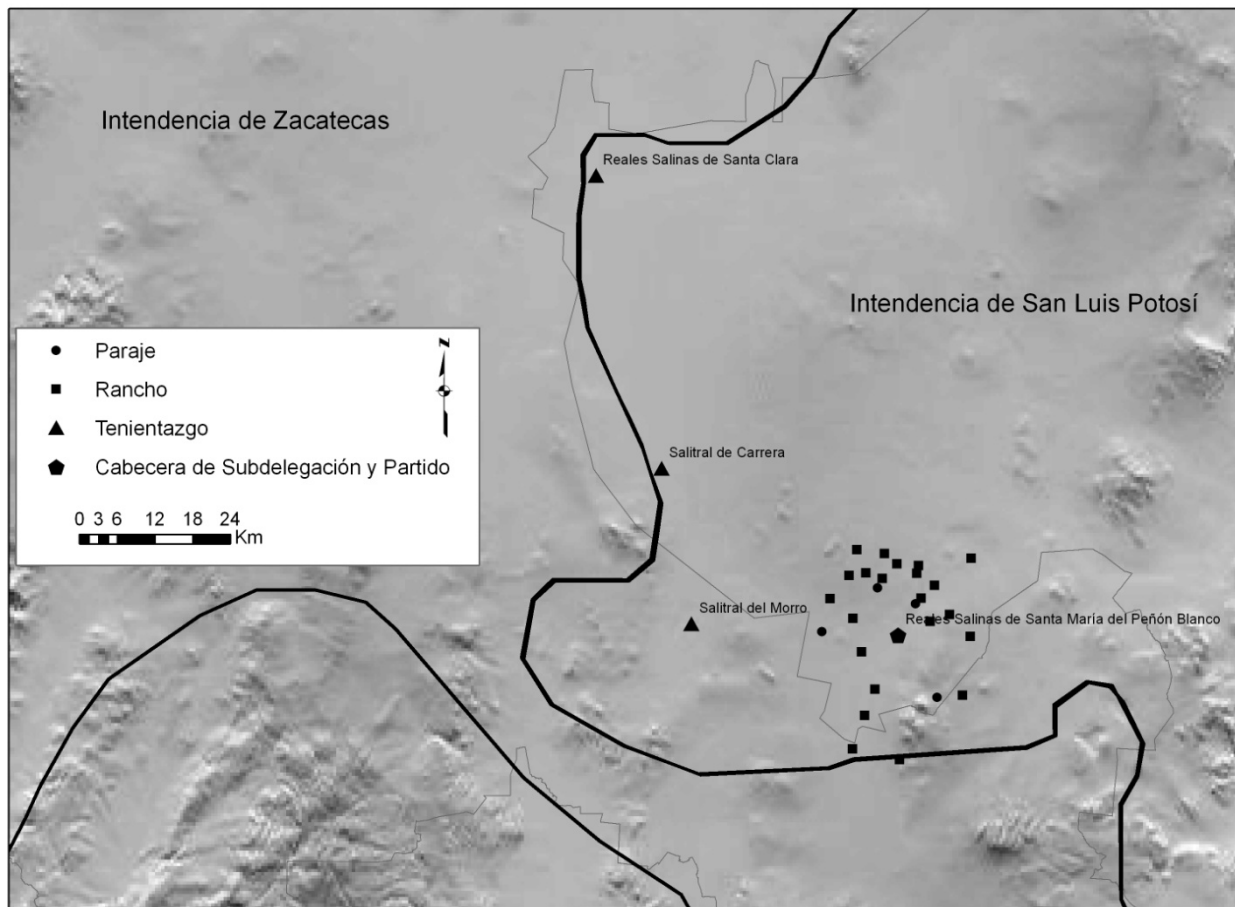 Intendencia de Zacatecas
Reales Salinas de Santa Clara
Intendencia de San Luis Potosí
Paraje
Rancho
Tenientazgo
Cabecera de Subdelegación y Partido
N
0 3 6 12 18 24
Km
Salitral de Carrera
Salitral del Morro
Reales Salinas de Santa María del Peñón Blanco